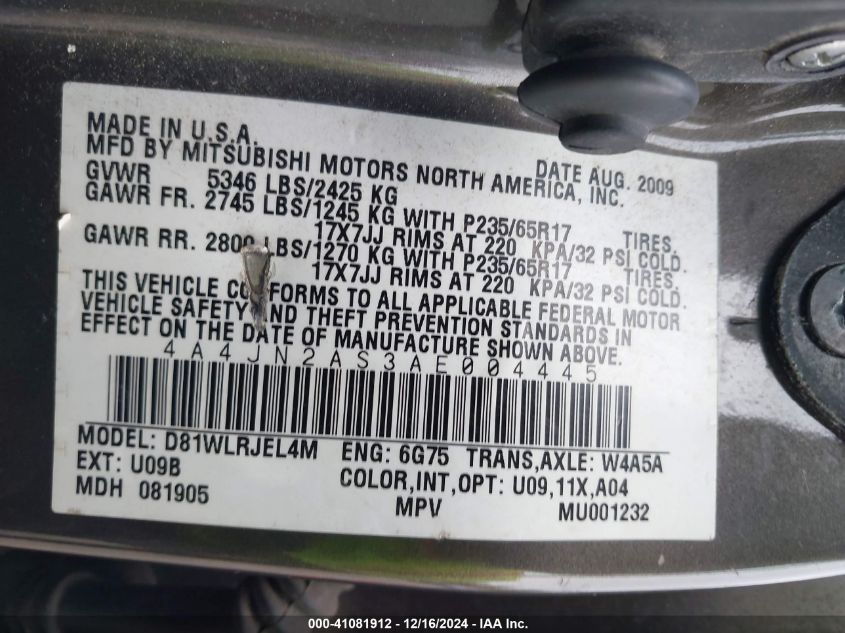 MADE IN U.S.A.
MFD BY MITSUBISHI MOTORS NORTH AMERICA, INC.
DATE AUG. 2009
GVWR 5346 LBS/2425 KG
GAWR FR. 2745 LBS/1245 KG WITH P235/65R17 TIRES.
17X7JJ RIMS AT 220 KPA/32 PSI COLD.
GAWR RR. LBS/1270 KG WITH P235/65R17 TIRES.
17X7JJ RIMS AT 220 KPA/32 PSI COLD.
THIS VEHICLE CONFORMS TO ALL APPLICABLE FEDERAL MOTOR
VEHICLE SAFETY AND THEFT PREVENTION STANDARDS IN
EFFECT ON THE DATE OF MANUFACTURE SHOWN ABOVE.
4A4JN2AS3AE004445
MODEL: D81WLRJEL4M ENG: 6G75 TRANS,AXLE: W4A5A
EXT: U09B COLOR,INT,OPT: U09,11X,A04
MDH 081905 MPV MU001232
000-41081912 - 12/16/2024 - IAA Inc.